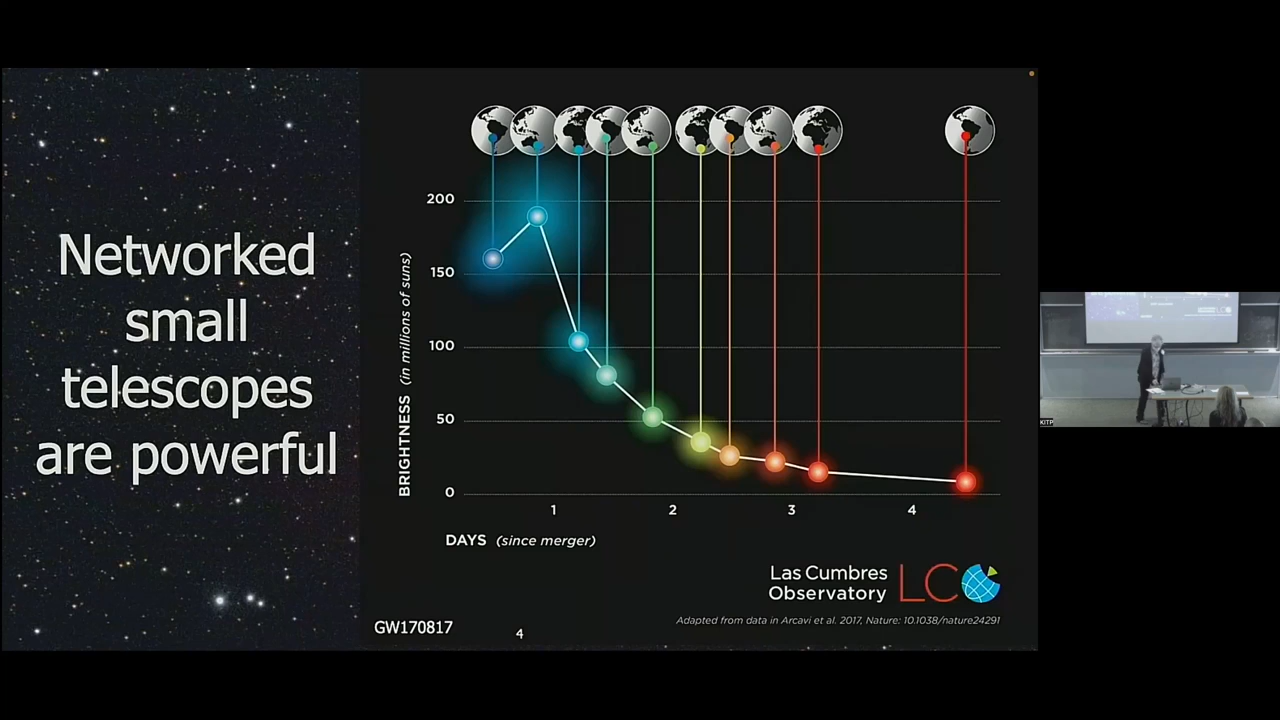 Networked
small
telescopes
are powerful
200
150
100
50
0
BRIGHTNESS (in millions of suns)
1
2
3
4
DAYS (since merger)
Las Cumbres
Observatory
LCO
Adapted from data in Arcavi et al. 2017, Nature: 10.1038/nature24291
GW170817
4
KITP